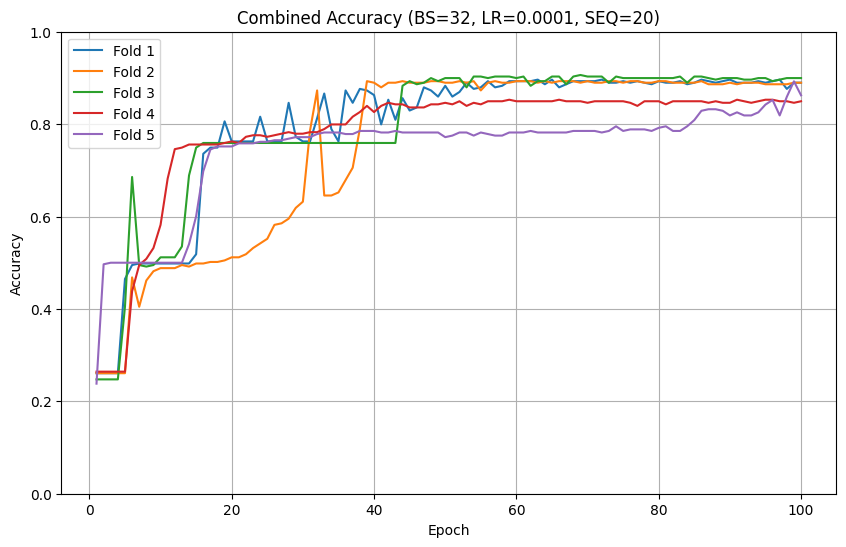 Combined Accuracy (BS=32, LR=0.0001, SEQ=20)
Fold 1
Fold 2
Fold 3
Fold 4
Fold 5
Accuracy
1.0
0.8
0.6
0.4
0.2
0.0
0 20 40 60 80 100
Epoch